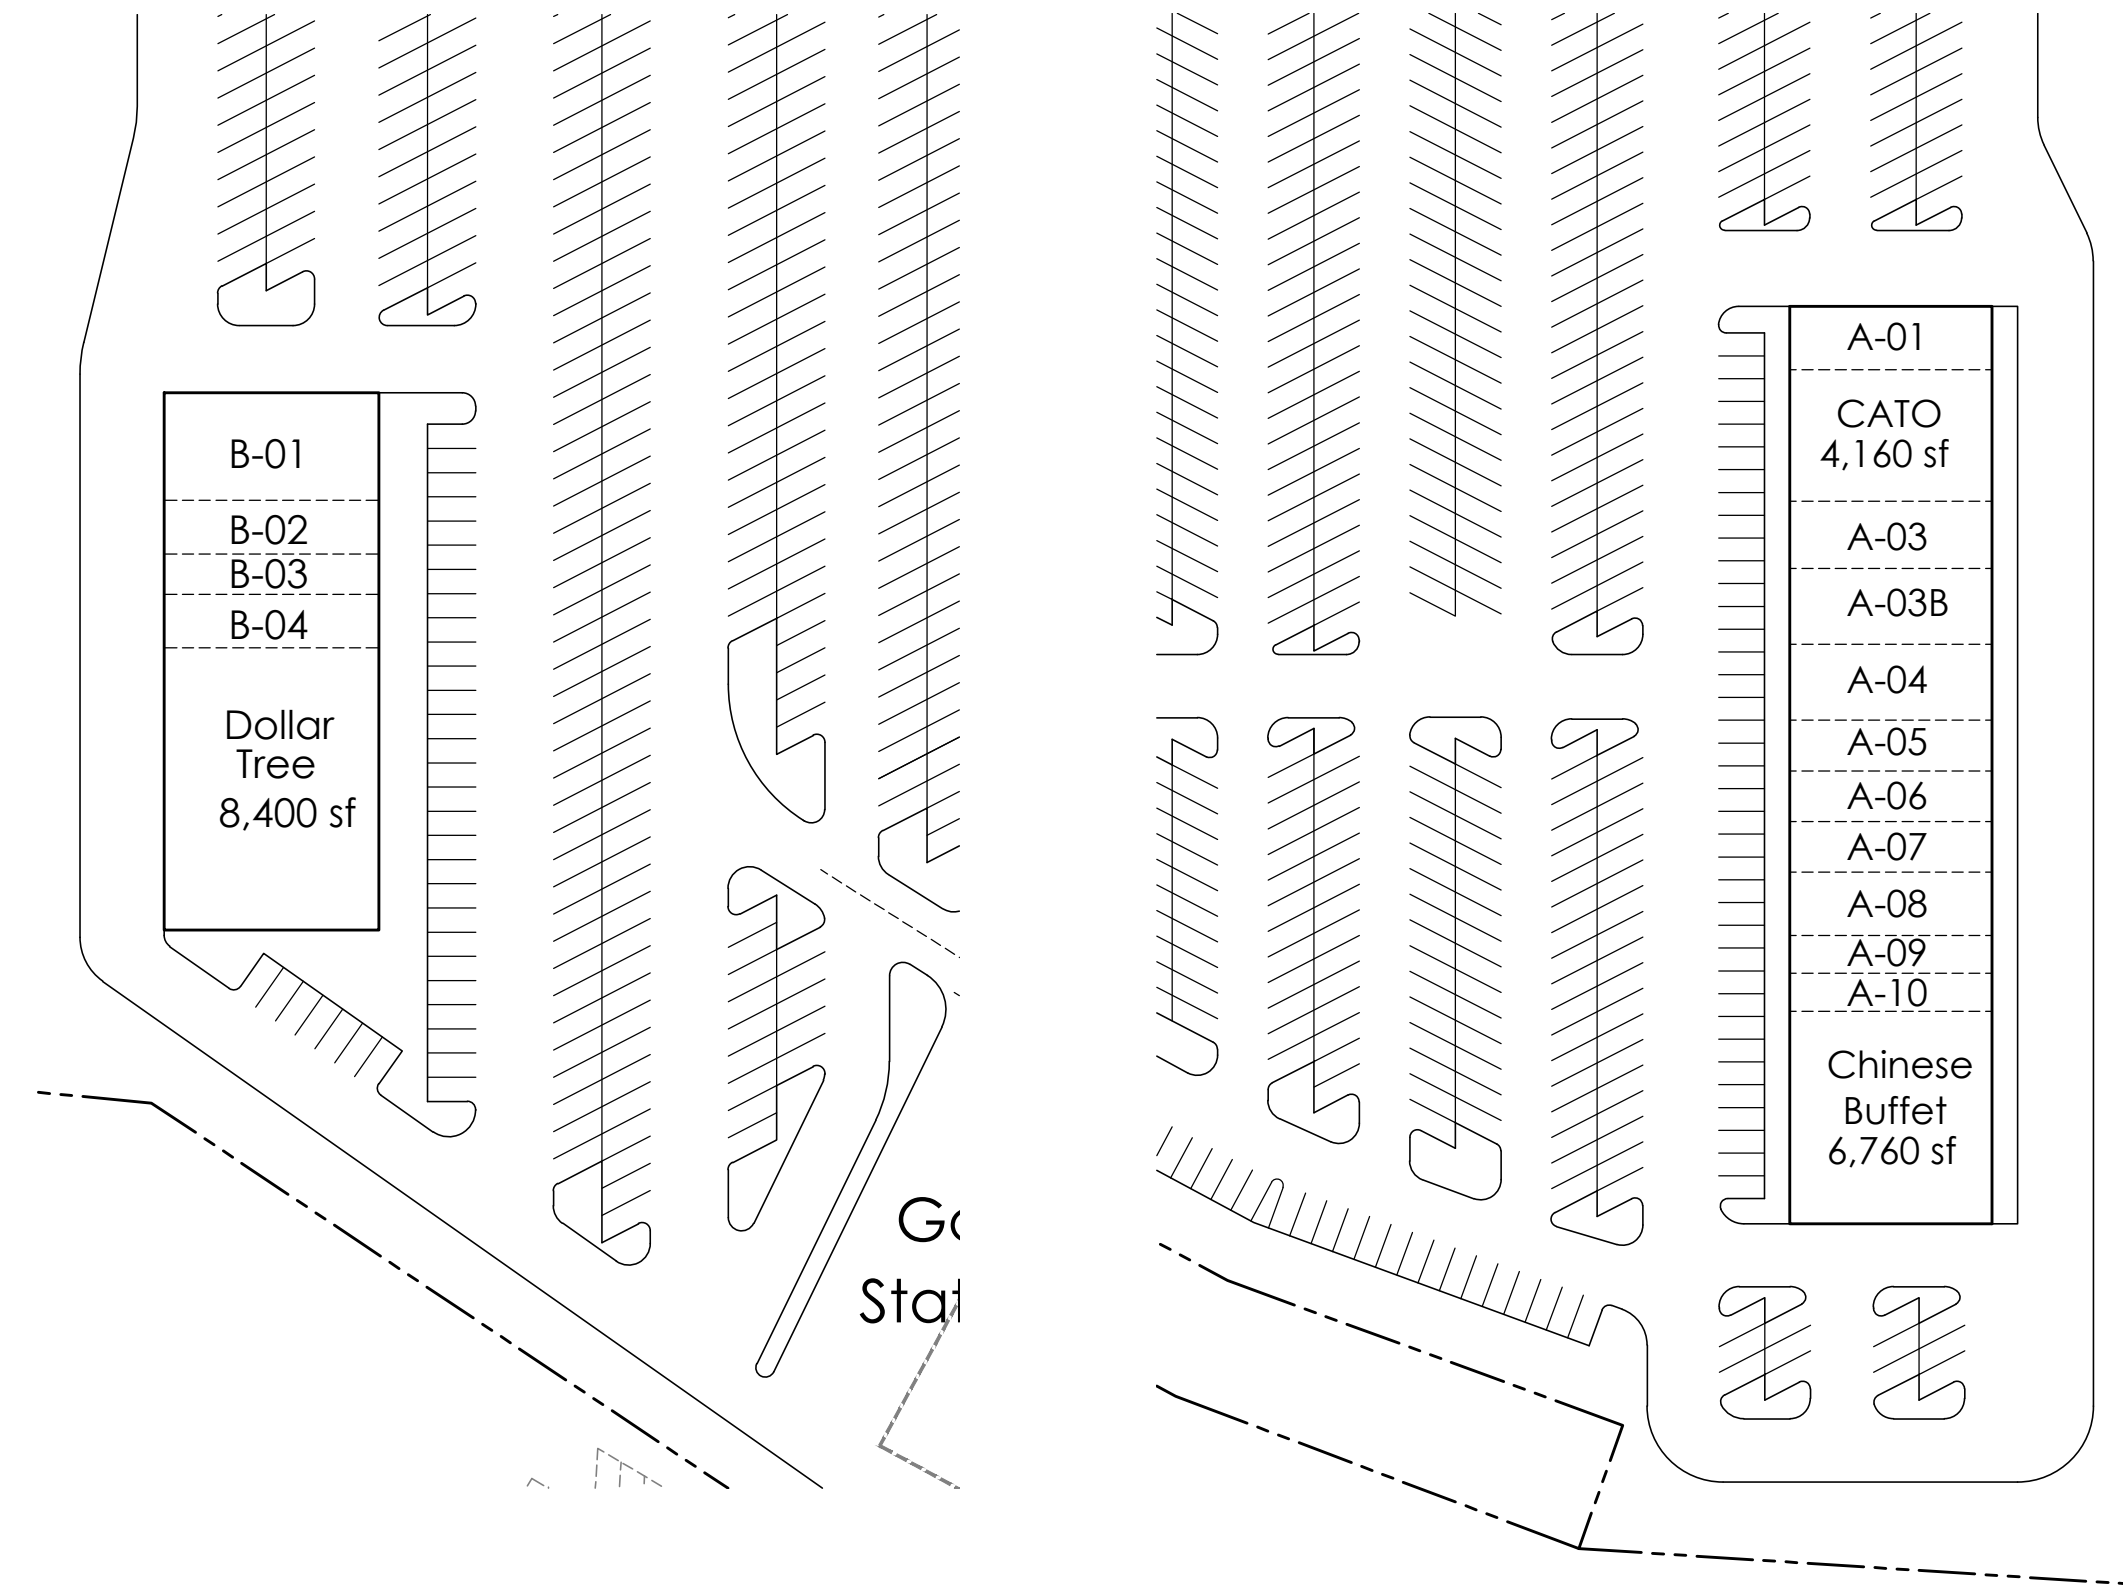 B-01
B-02
B-03
B-04
Dollar
Tree
8,400 sf
A-01
CATO
4,160 sf
A-03
A-03B
A-04
A-05
A-06
A-07
A-08
A-09
A-10
Chinese
Buffet
6,760 sf